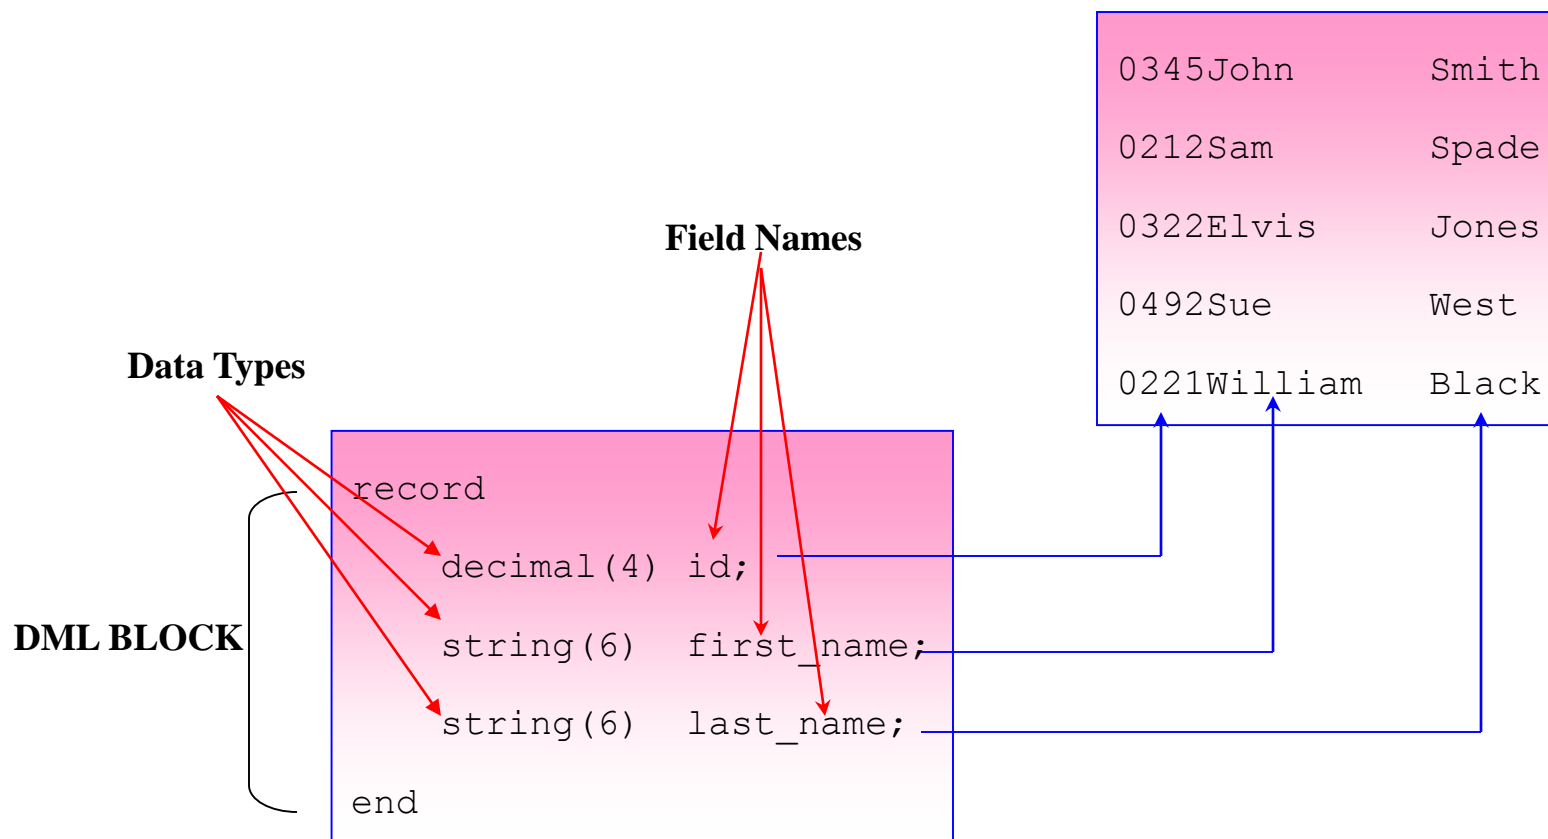 0345John Smith
0212Sam Spade
0322Elvis Jones
0492Sue West
0221William Black
Field Names
Data Types
DML BLOCK
record
decimal(4) id;
string(6) first_name;
string(6) last_name;
end